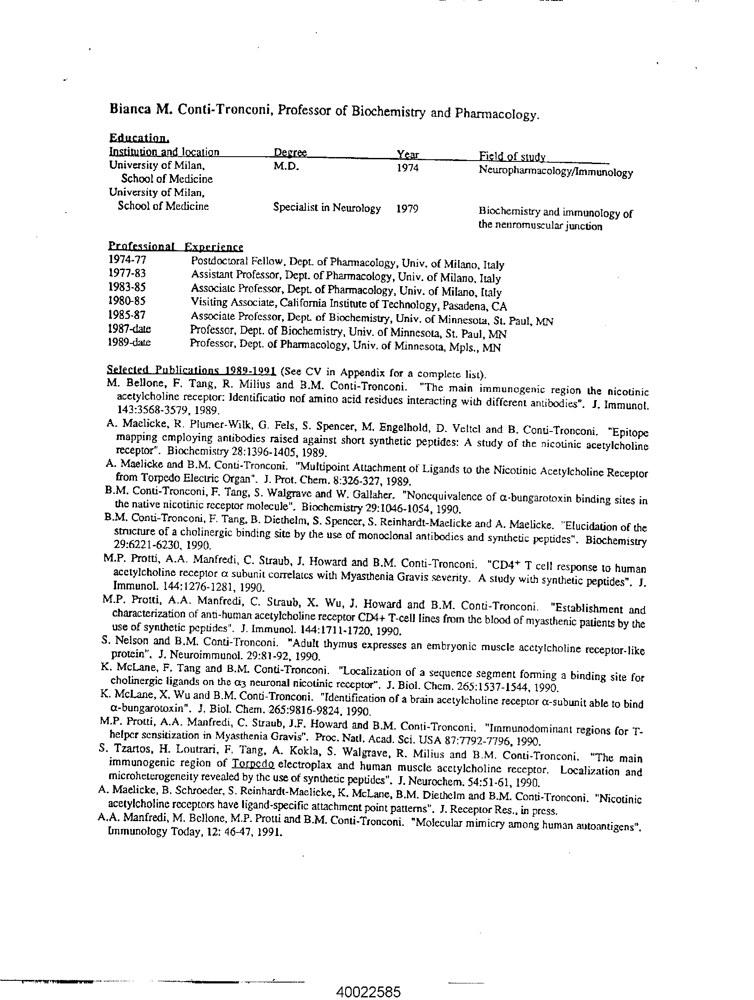 Bianca M. Conti-Tronconi, Professor of Biochemistry and Pharmacology.
Education.
Institution and location Degree Year Field of study
University of Milan, M.D. 1974 Neuropharmacology/Immunology
School of Medicine
University of Milan,
School of Medicine Specialist in Neurology 1979 Biochemistry and immunology of
the neuromuscular junction
Professional Experience
1974-77 Postdoctoral Fellow, Dept. of Pharmacology, Univ. of Milano, Italy
1977-83 Assistant Professor, Dept. of Pharmacology, Univ. of Milano, Italy
1983-85 Associate Professor, Dept. of Pharmacology, Univ. of Milano, Italy
1980-85 Visiting Associate, California Institute of Technology, Pasadena, CA
1985-87 Associate Professor, Dept. of Biochemistry, Univ. of Minnesota, St. Paul, MN
1987-date Professor, Dept. of Biochemistry, Univ. of Minnesota, St. Paul, MN
1989-date Professor, Dept. of Pharmacology, Univ. of Minnesota, Mpls., MN
Selected Publications 1989-1991 (See CV in Appendix for a complete list).
M. Bellone, F. Tang, R. Milius and B.M. Conti-Tronconi. "The main immunogenic region the nicotinic
acetylcholine receptor: Identificatio nof amino acid residues interacting with different antibodies". J. Immunol.
143:3568-3579, 1989.
A. Maelicke, R. Plumer-Wilk, G. Fels, S. Spencer, M. Engelhold, D. Veltel and B. Conti-Tronconi. "Epitope
mapping employing antibodies raised against short synthetic peptides: A study of the nicotinic acetylcholine
receptor". Biochemistry 28:1396-1405, 1989.
A. Maelicke and B.M. Conti-Tronconi. "Multipoint Attachment of Ligands to the Nicotinic Acetylcholine Receptor
from Torpedo Electric Organ". J. Prot. Chem. 8:326-327, 1989.
B.M. Conti-Tronconi, F. Tang, S. Walgrave and W. Gallaher. "Nonequivalence of α-bungarotoxin binding sites in
the native nicotinic receptor molecule". Biochemistry 29:1046-1054, 1990.
B.M. Conti-Tronconi, F. Tang, B. Diethelm, S. Spencer, S. Reinhardt-Maelicke and A. Maelicke. "Elucidation of the
structure of a cholinergic binding site by the use of monoclonal antibodies and synthetic peptides". Biochemistry
29:6221-6230, 1990.
M.P. Protti, A.A. Manfredi, C. Straub, J. Howard and B.M. Conti-Tronconi. "CD4+ T cell response to human
acetylcholine receptor α subunit correlates with Myasthenia Gravis severity. A study with synthetic peptides". J.
Immunol. 144:1276-1281, 1990.
M.P. Protti, A.A. Manfredi, C. Straub, X. Wu, J. Howard and B.M. Conti-Tronconi. "Establishment and
characterization of anti-human acetylcholine receptor CD4+ T-cell lines from the blood of myasthenic patients by the
use of synthetic peptides". J. Immunol. 144:1711-1720, 1990.
S. Nelson and B.M. Conti-Tronconi. "Adult thymus expresses an embryonic muscle acetylcholine receptor-like
protein". J. Neuroimmunol. 29:81-92, 1990.
K. McLane, F. Tang and B.M. Conti-Tronconi. "Localization of a sequence segment forming a binding site for
cholinergic ligands on the α3 neuronal nicotinic receptor". J. Biol. Chem. 265:1537-1544, 1990.
K. McLane, X. Wu and B.M. Conti-Tronconi. "Identification of a brain acetylcholine receptor α-subunit able to bind
α-bungarotoxin". J. Biol. Chem. 265:9816-9824, 1990.
M.P. Protti, A.A. Manfredi, C. Straub, J.F. Howard and B.M. Conti-Tronconi. "Immunodominant regions for T-
helper sensitization in Myasthenia Gravis". Proc. Natl. Acad. Sci. USA 87:7792-7796, 1990.
S. Tzartos, H. Loutrari, F. Tang, A. Kokla, S. Walgrave, R. Milius and B.M. Conti-Tronconi. "The main
immunogenic region of Torpedo electroplax and human muscle acetylcholine receptor. Localization and
microheterogeneity revealed by the use of synthetic peptides". J. Neurochem. 54:51-61, 1990.
A. Maelicke, B. Schroeder, S. Reinhardt-Maelicke, K. McLane, B.M. Diethelm and B.M. Conti-Tronconi. "Nicotinic
acetylcholine receptors have ligand-specific attachment point patterns". J. Receptor Res., in press.
A.A. Manfredi, M. Bellone, M.P. Protti and B.M. Conti-Tronconi. "Molecular mimicry among human autoantigens".
Immunology Today, 12: 46-47, 1991.
40022585